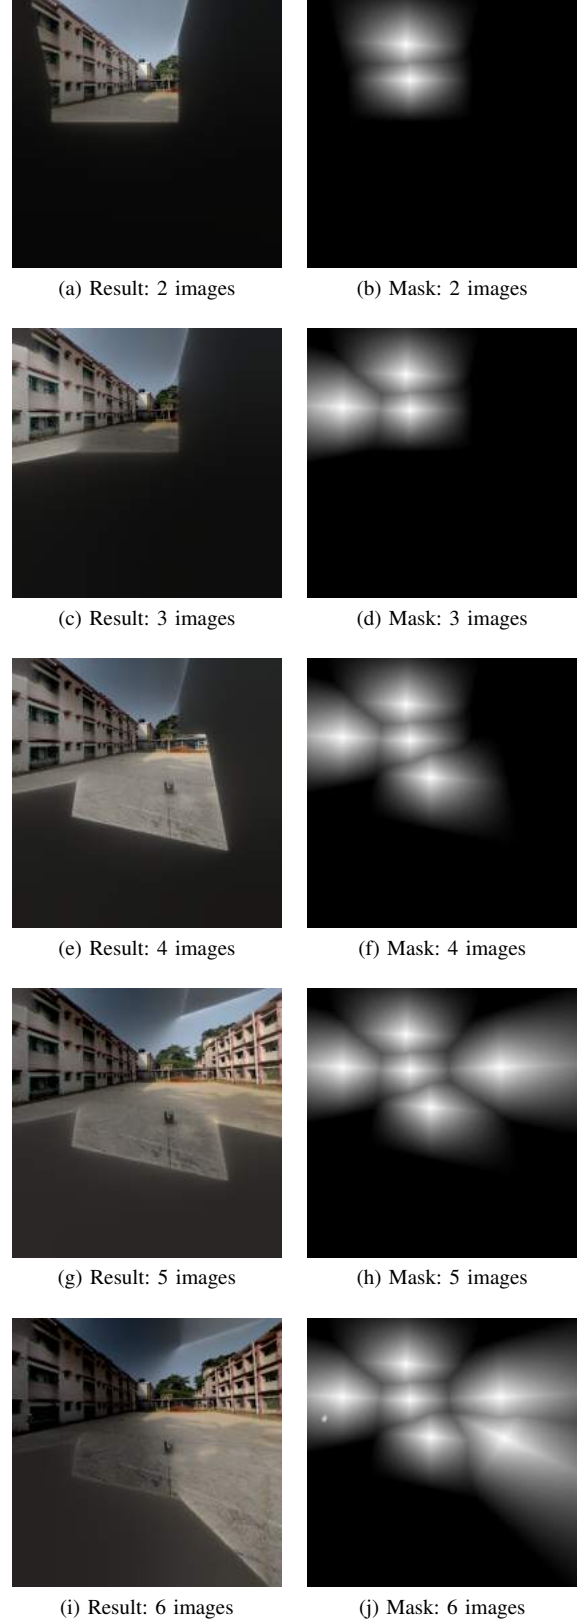 (a) Result: 2 images
(b) Mask: 2 images
(c) Result: 3 images
(d) Mask: 3 images
(e) Result: 4 images
(f) Mask: 4 images
(g) Result: 5 images
(h) Mask: 5 images
(i) Result: 6 images
(j) Mask: 6 images